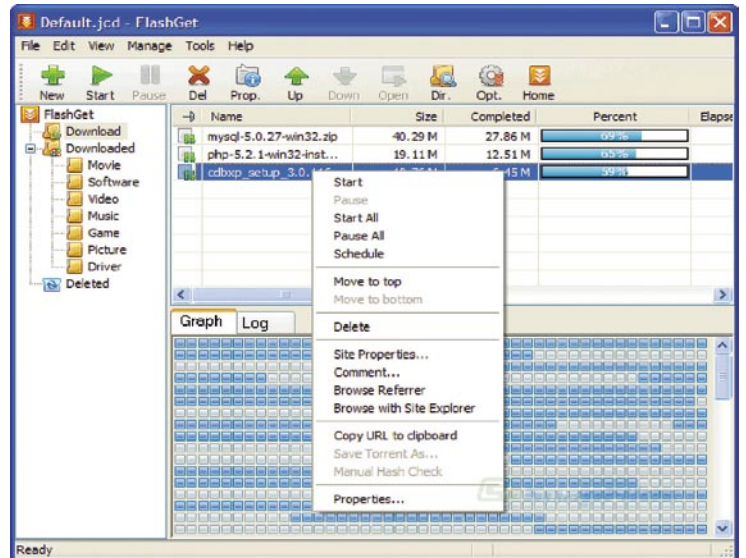 Default.jcd - FlashGet
File Edit View Manage Tools Help
New Start Pause Del Prop. Up Down Open Dir. Opt. Home
FlashGet
Download
Downloaded
Movie
Software
Video
Music
Game
Picture
Driver
Deleted
Name Size Completed Percent Elapse
mysql-5.0.27-win32.zip 40.29 M 27.86 M 69%
php-5.2.1-win32-inst... 19.11 M 12.51 M 65%
cdbxp_setup_3.0. 45 M 59%
Start
Pause
Start All
Pause All
Schedule
Move to top
Move to bottom
Delete
Site Properties...
Comment...
Browse Referrer
Browse with Site Explorer
Copy URL to clipboard
Save Torrent As...
Manual Hash Check
Properties...
Graph Log
Ready